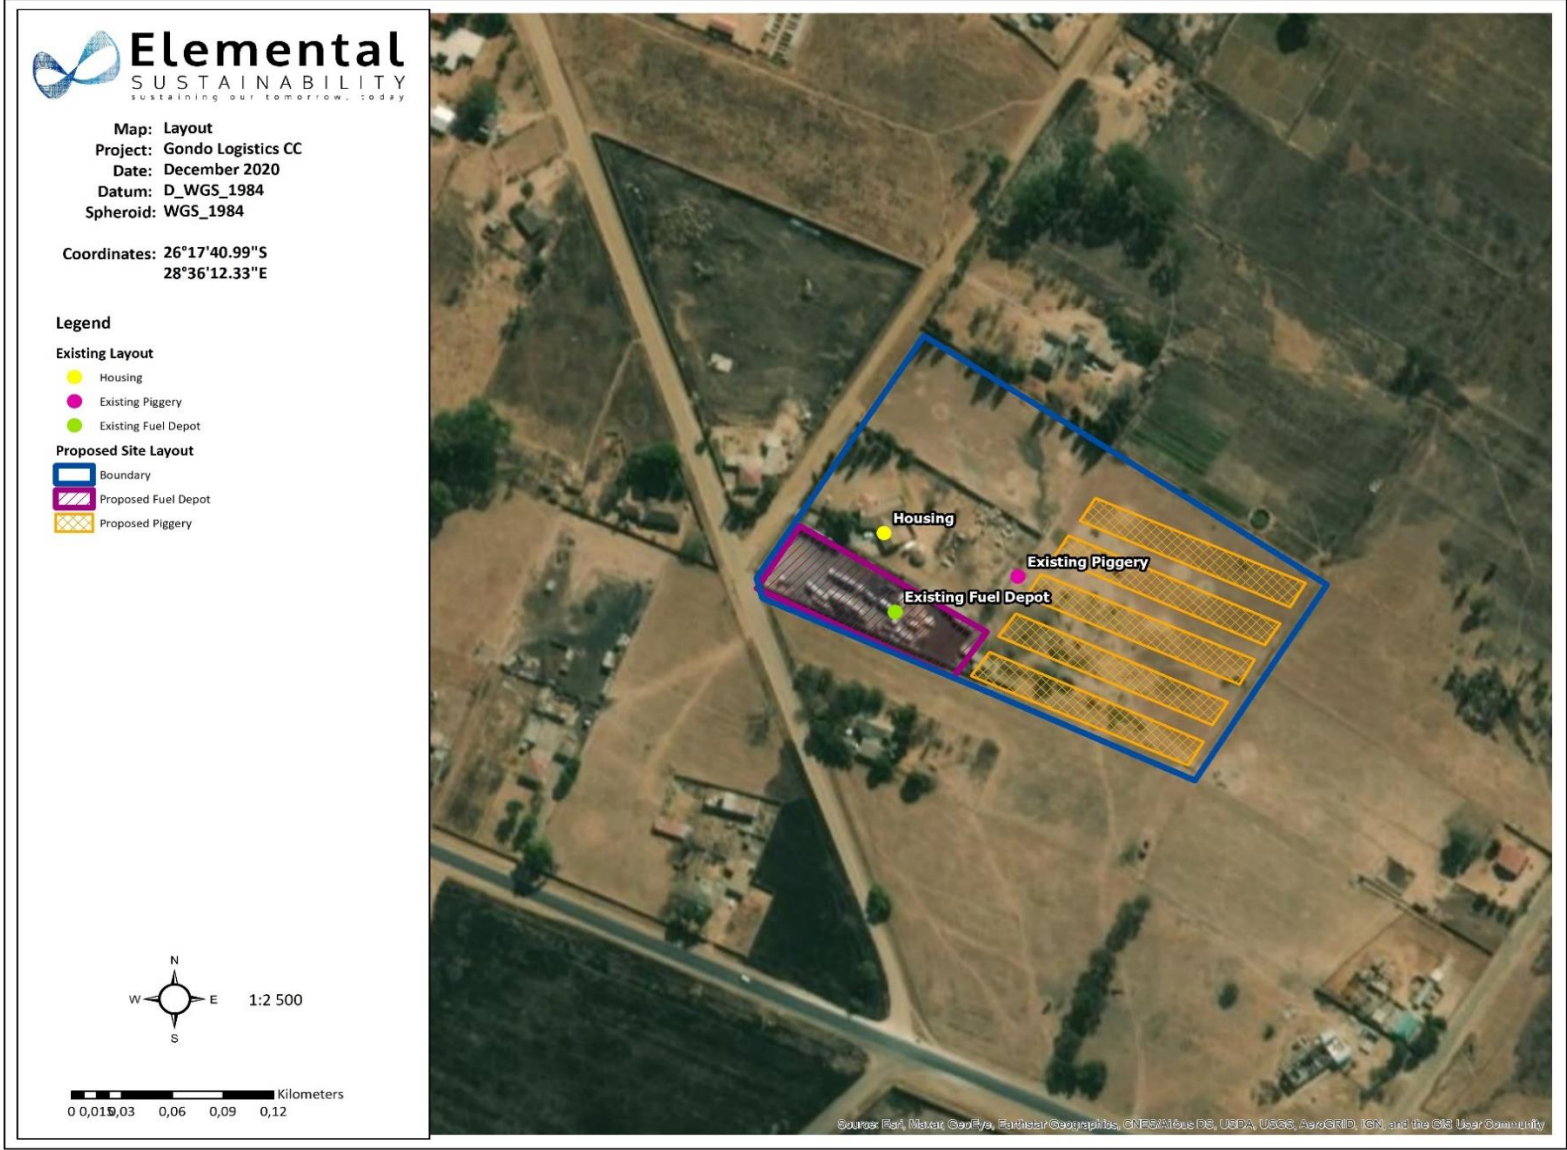 Elemental
SUSTAINABILITY
sustaining our tomorrow, today
Map: Layout
Project: Gondo Logistics CC
Date: December 2020
Datum: D_WGS_1984
Spheroid: WGS_1984
Coordinates: 26°17'40.99"S
28°36'12.33"E
Legend
Existing Layout
Housing
Existing Piggery
Existing Fuel Depot
Proposed Site Layout
Boundary
Proposed Fuel Depot
Proposed Piggery
N
W E 1:2 500
S
Kilometers
0 0,015 0,03 0,06 0,09 0,12
Housing
Existing Piggery
Existing Fuel Depot
Source: Esri, Maxar, GeoEye, Earthstar Geographics, CNES/Airbus DS, USDA, USGS, AeroGRID, IGN, and the GIS User Community